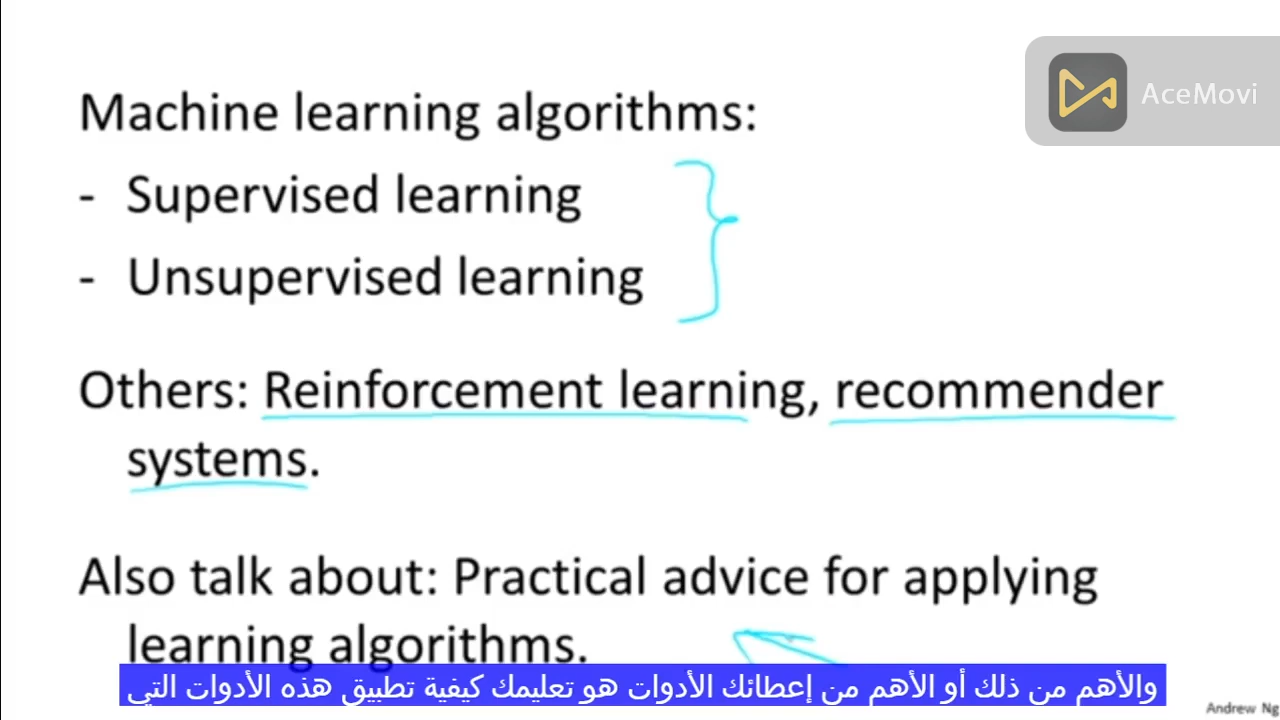 AceMovi
Machine learning algorithms:
- Supervised learning
- Unsupervised learning
Others: Reinforcement learning, recommender
systems.
Also talk about: Practical advice for applying
learning algorithms.
والأهم من ذلك أو الأهم من إعطائك الأدوات هو تعليمك كيفية تطبيق هذه الأدوات التي
Andrew Ng